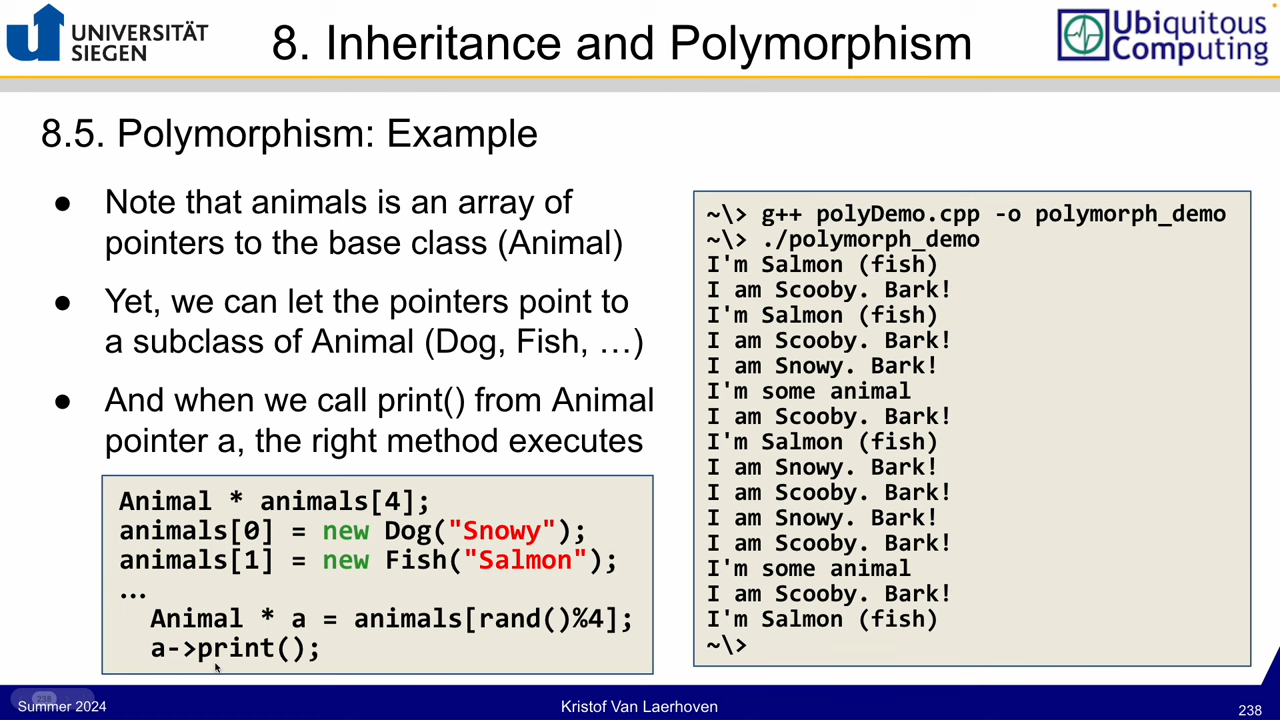 UNIVERSITÄT
SIEGEN
8. Inheritance and Polymorphism
Ubiquitous
Computing
8.5. Polymorphism: Example
● Note that animals is an array of
pointers to the base class (Animal)
● Yet, we can let the pointers point to
a subclass of Animal (Dog, Fish, …)
● And when we call print() from Animal
pointer a, the right method executes
Animal * animals[4];
animals[0] = new Dog("Snowy");
animals[1] = new Fish("Salmon");
…
Animal * a = animals[rand()%4];
a->print();
~\> g++ polyDemo.cpp -o polymorph_demo
~\> ./polymorph_demo
I'm Salmon (fish)
I am Scooby. Bark!
I'm Salmon (fish)
I am Scooby. Bark!
I am Snowy. Bark!
I'm some animal
I am Scooby. Bark!
I'm Salmon (fish)
I am Snowy. Bark!
I am Scooby. Bark!
I am Snowy. Bark!
I am Scooby. Bark!
I'm some animal
I am Scooby. Bark!
I'm Salmon (fish)
~\>
238
Summer 2024
Kristof Van Laerhoven
238